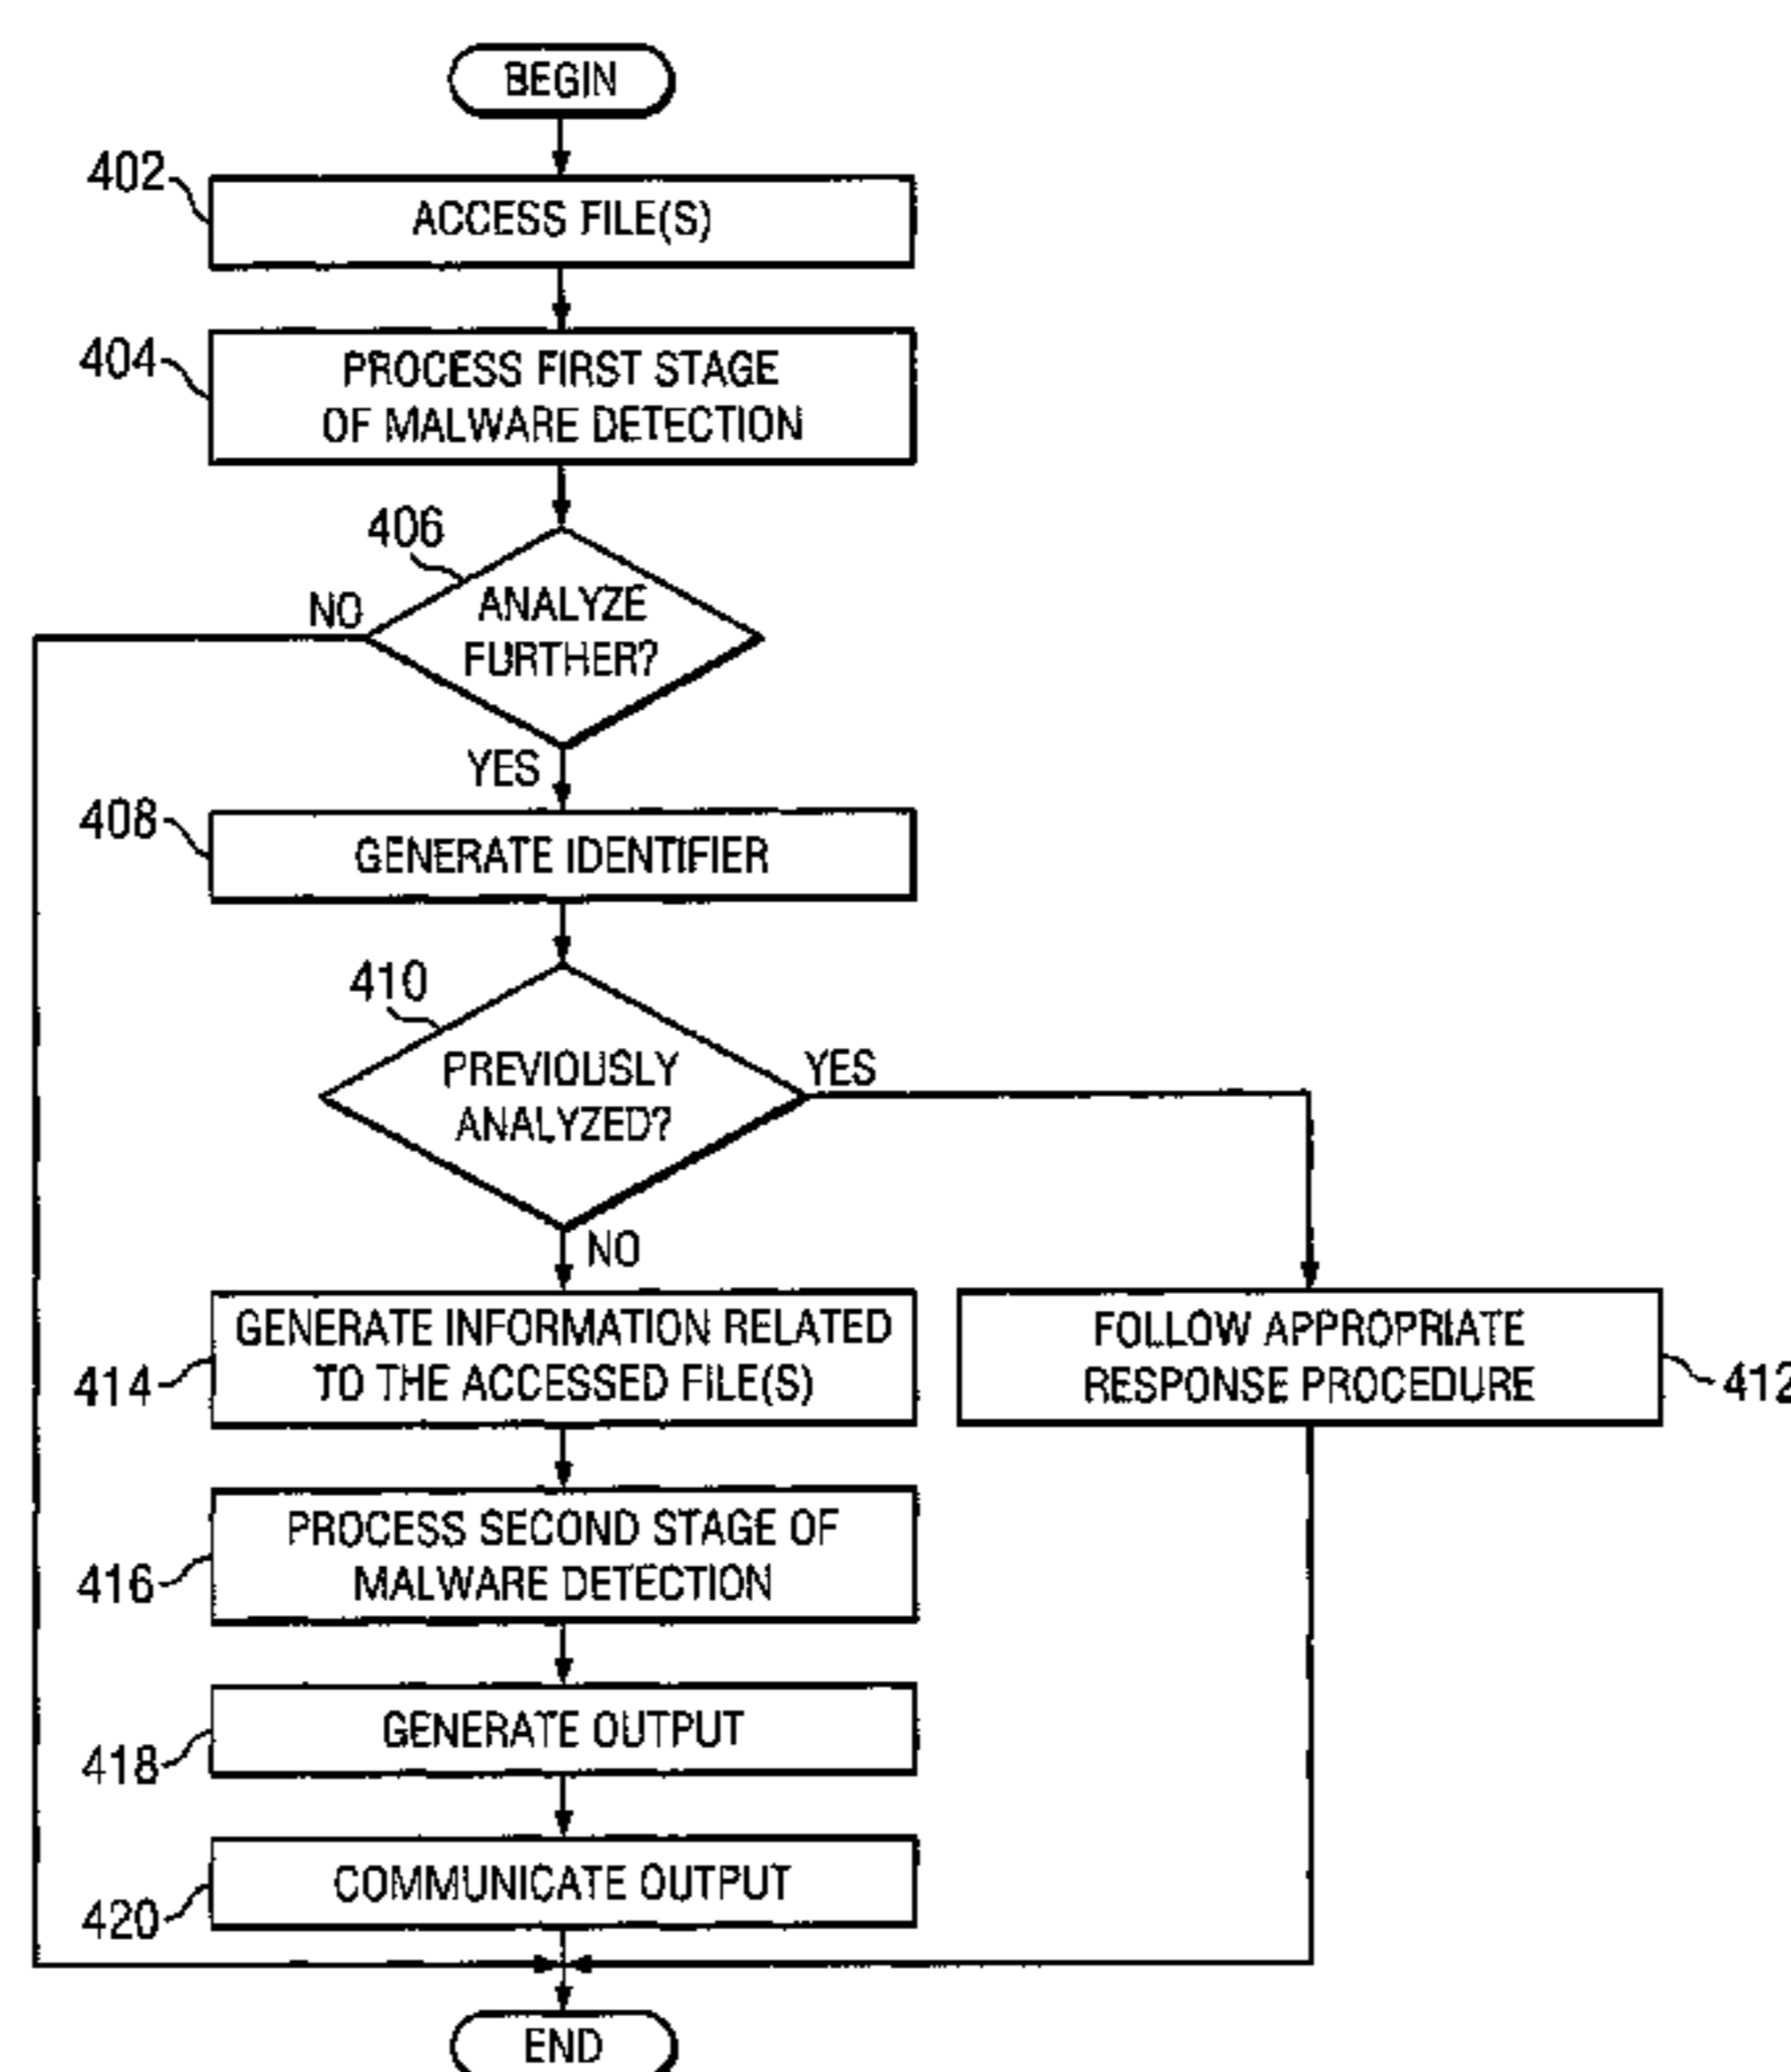 BEGIN
402
ACCESS FILE(S)
404
PROCESS FIRST STAGE
OF MALWARE DETECTION
406
NO
ANALYZE
FURTHER?
YES
408
GENERATE IDENTIFIER
410
PREVIOUSLY
ANALYZED?
YES
NO
414
GENERATE INFORMATION RELATED
TO THE ACCESSED FILE(S)
FOLLOW APPROPRIATE
RESPONSE PROCEDURE
412
416
PROCESS SECOND STAGE OF
MALWARE DETECTION
418
GENERATE OUTPUT
420
COMMUNICATE OUTPUT
END